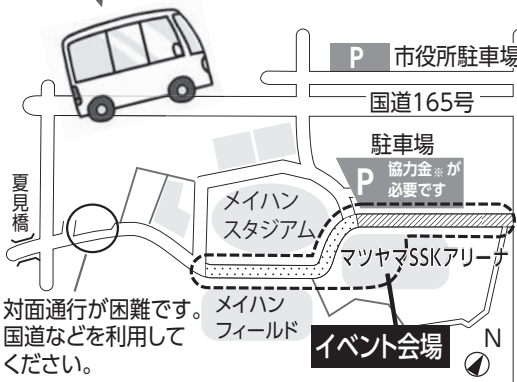 P 市役所駐車場
国道165号
駐車場
P 協力金※が
必要です
夏見橋
メイハン
スタジアム
マツヤマSSKアリーナ
対面通行が困難です。
国道などを利用して
ください。
メイハン
フィールド
イベント会場
N